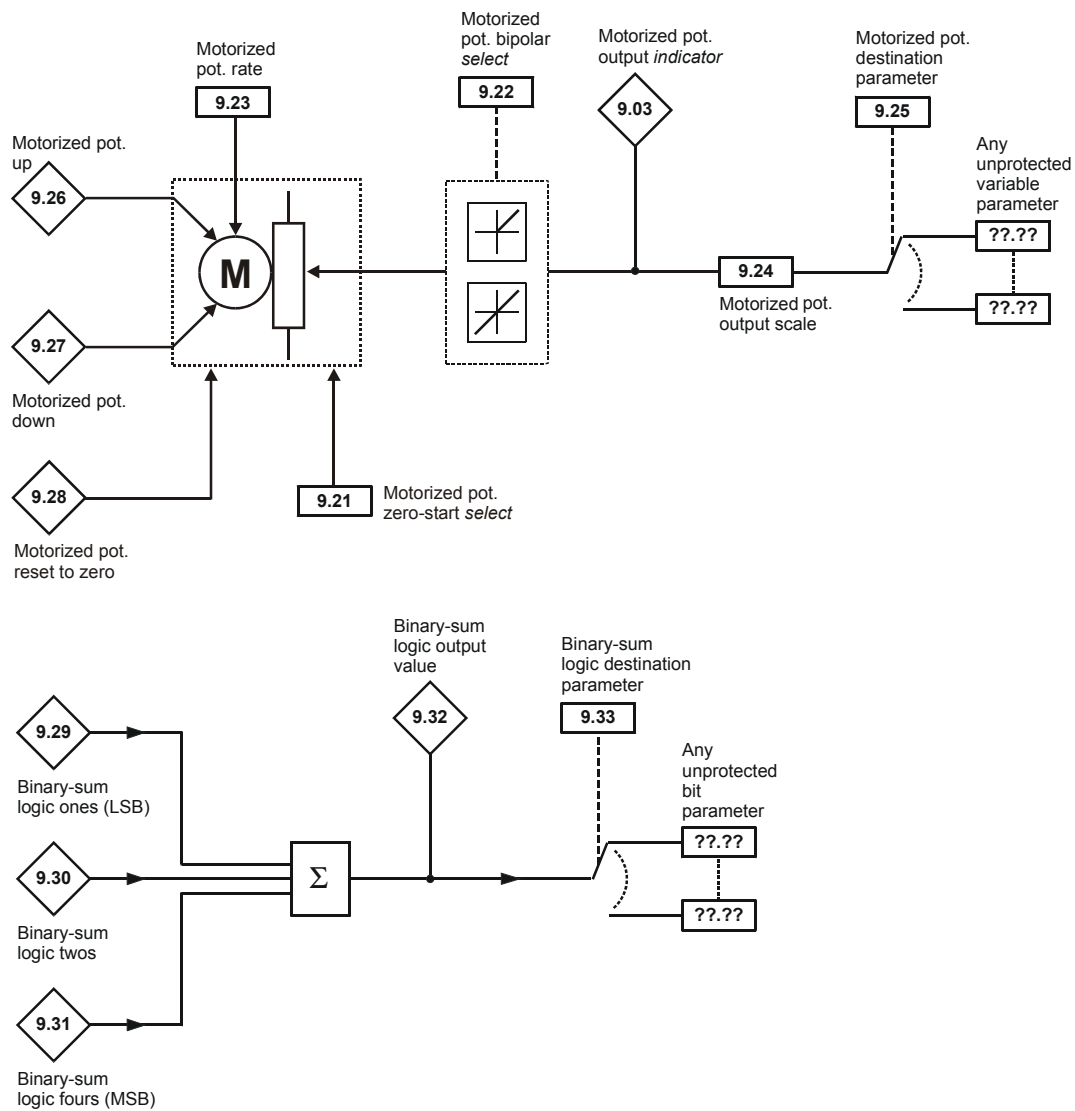 Motorized
pot. rate
9.23
Motorized
pot. bipolar
select
9.22
Motorized pot.
output indicator
9.03
Motorized pot.
destination
parameter
9.25
Any
unprotected
variable
parameter
??.??
??.??
Motorized pot.
up
9.26
M
9.27
Motorized pot.
down
9.24
Motorized pot.
output scale
9.28
Motorized pot.
reset to zero
9.21
Motorized pot.
zero-start select
Binary-sum
logic output
value
9.32
Binary-sum
logic destination
parameter
9.33
Any
unprotected
bit
parameter
??.??
??.??
9.29
Binary-sum
logic ones (LSB)
9.30
Binary-sum
logic twos
Σ
9.31
Binary-sum
logic fours (MSB)